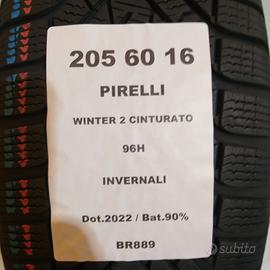 205 60 16
PIRELLI
WINTER 2 CINTURATO
96H
INVERNALI
Dot.2022 / Bat.90%
BR889
subito